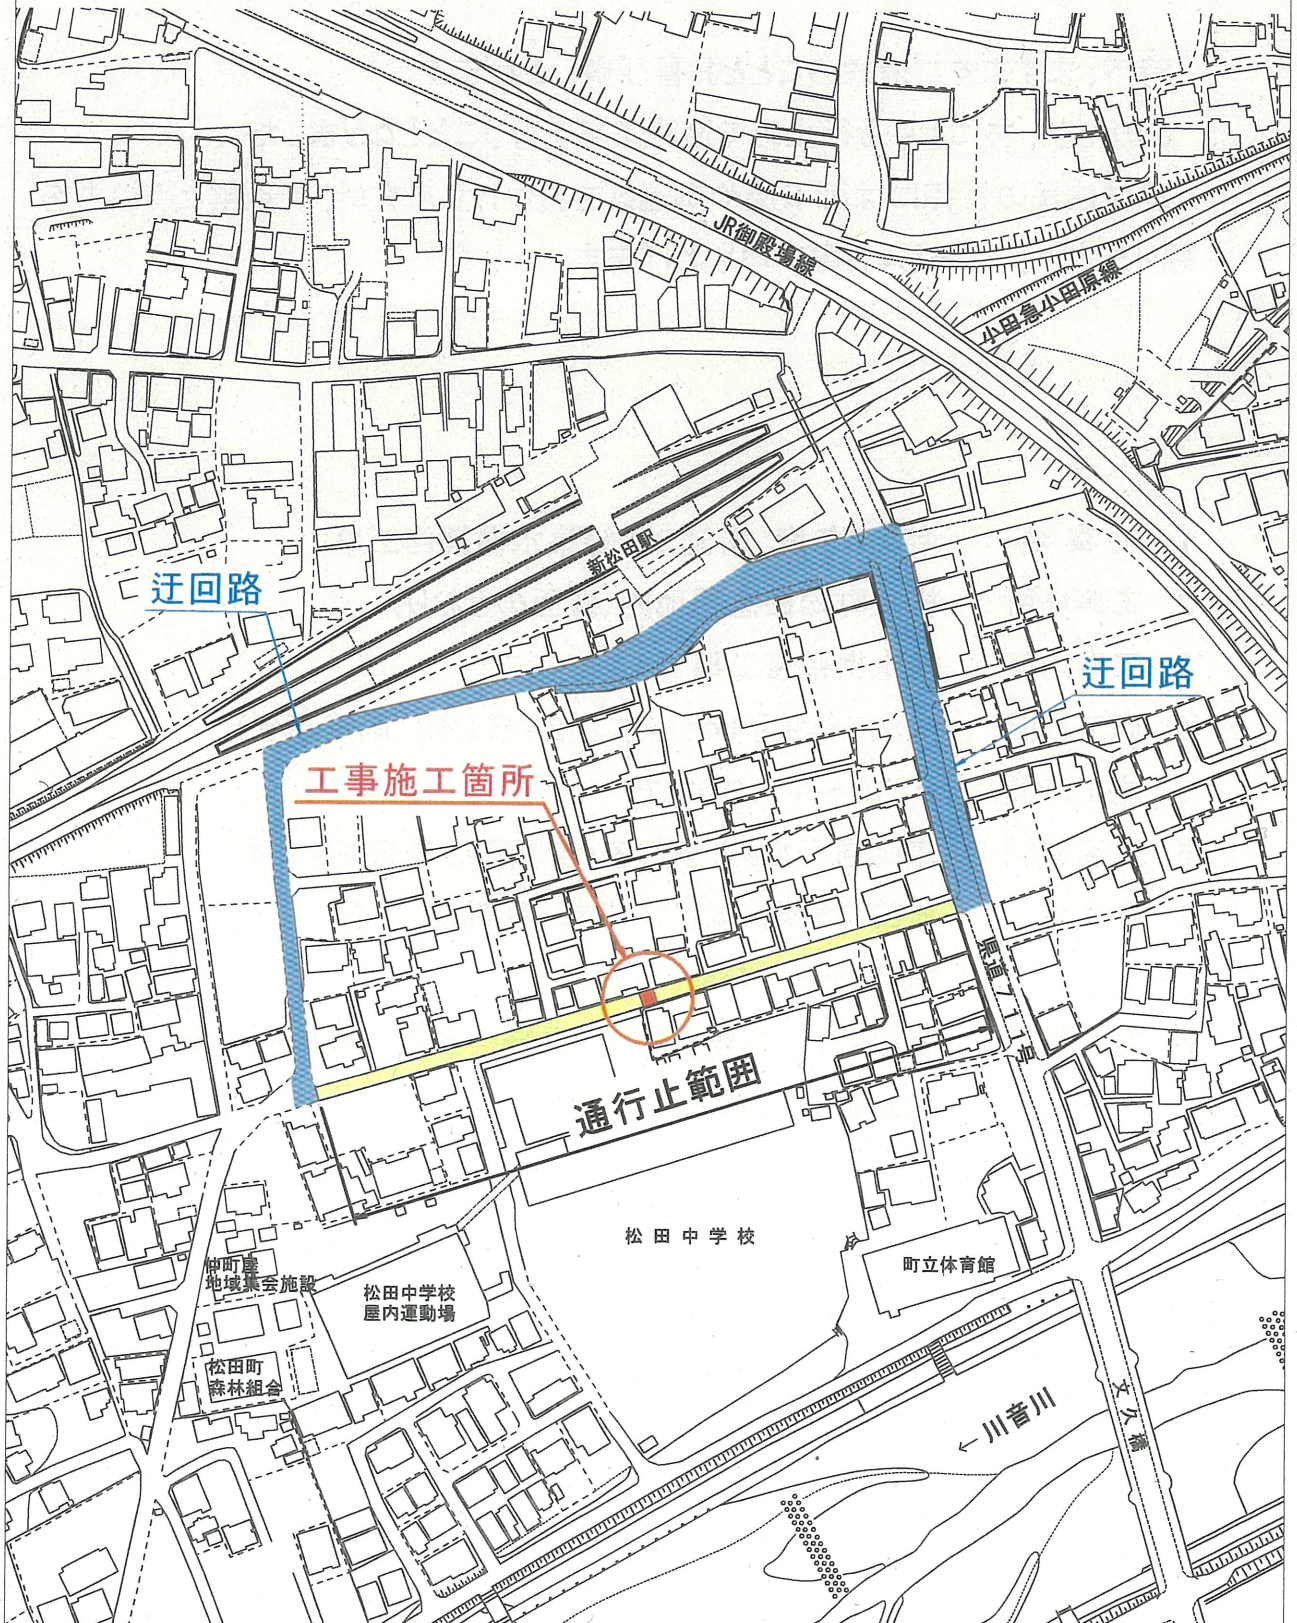 JR御殿場線
小田急小田原線
新松田駅
迂回路
迂回路
工事施工箇所
県道711号
通行止範囲
松田中学校
町立体育館
仲町屋
地域集会施設
松田中学校
屋内運動場
松田町
森林組合
←川音川
文久橋